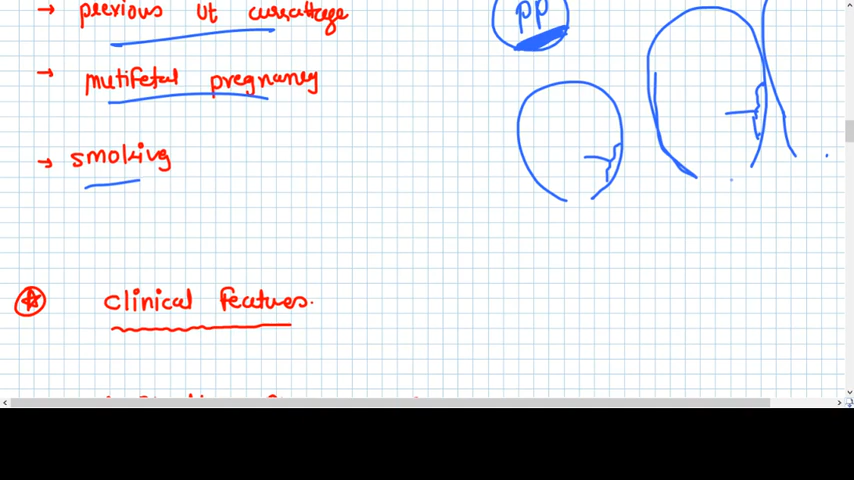 → previous Ut curettage
PP
→ mutifetal pregnancy
→ smoking
clinical features.